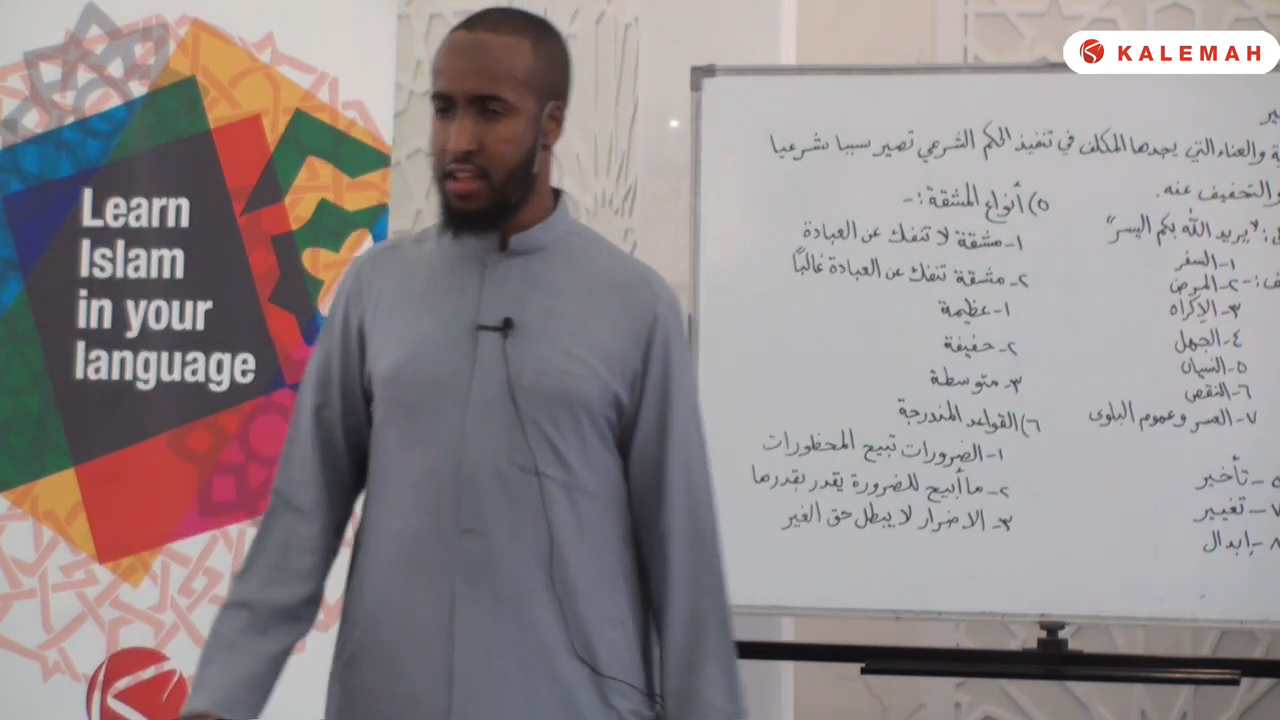 KALEMAH
Learn
Islam
in your
language
ير
والعناء التي يجدها المكلف في تنفيذ الحكم الشرعي تصير سببا شرعيا
والتخفيف عنه.
"يريد الله بكم اليسر"
١- السفر
٢- المرض
٣- الإكراه
٤- الجهل
٥- النسيان
٦- النقص
٧- العسر وعموم البلوى
تأخير
٧- تغيير
٨- إبدال
٥) أنواع المشقة :-
١- مشقة لا تنفك عن العبادة
٢- مشقة تنفك عن العبادة غالبًا
١- عظيمة
٢- خفيفة
٣- متوسطة
٦) القواعد المندرجة
١- الضرورات تبيح المحظورات
٢- ما أبيح للضرورة يقدر بقدرها
٣- الاضرار لا يبطل حق الغير